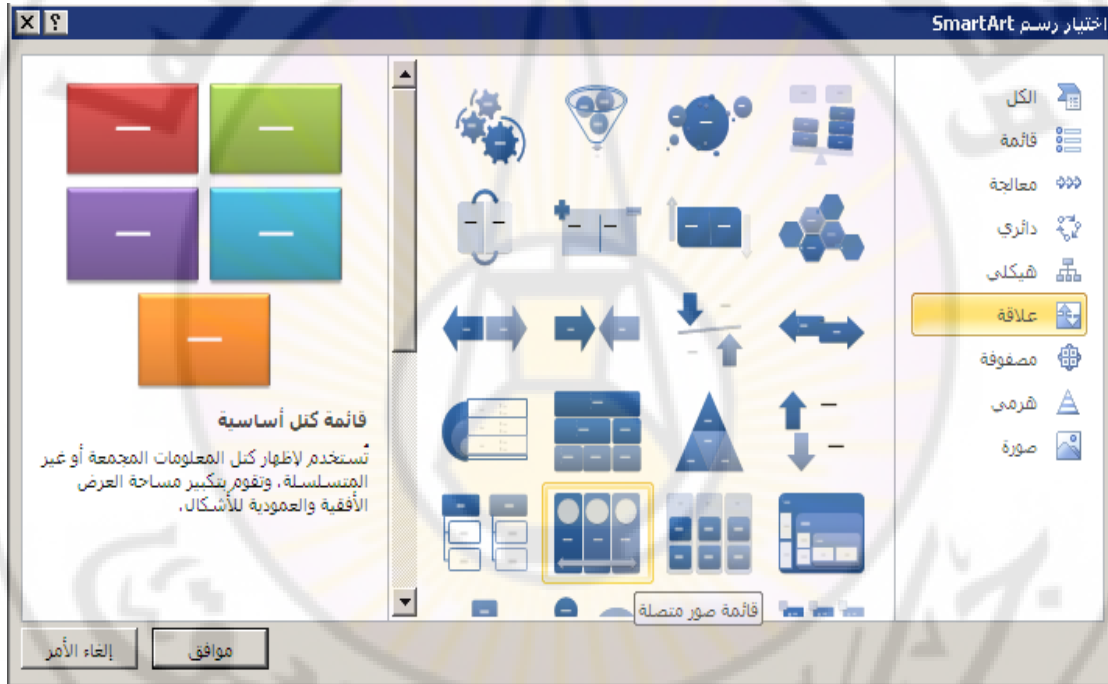 اختيار رسم SmartArt
الكل
قائمة
معالجة
دائري
هيكلي
علاقة
مصفوفة
هرمي
صورة
قائمة صور متصلة
قائمة كتل أساسية
تستخدم لإظهار كتل المعلومات المجمعة أو غير
المتسلسلة، وتقوم بتكبير مساحة العرض
الأفقية والعمودية للأشكال.
موافق
إلغاء الأمر